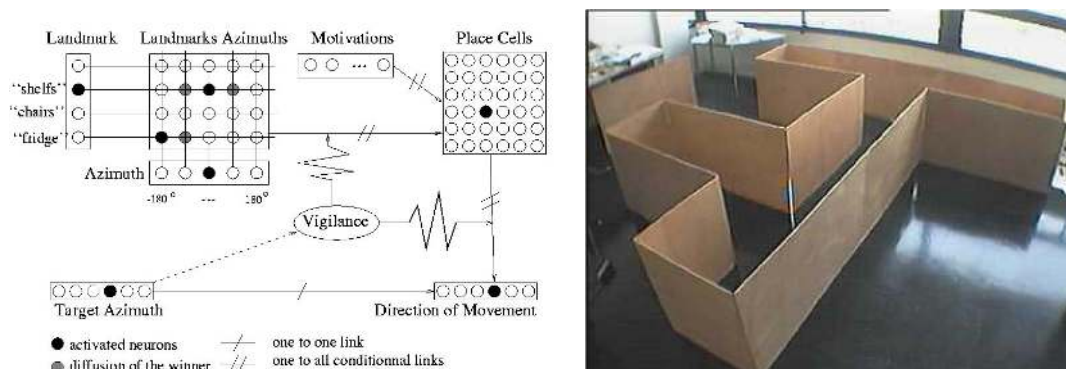 Landmark Landmarks Azimuths Motivations Place Cells
...
"shelfs"
"chairs"
"fridge"
Azimuth
-180° --- 180°
Vigilance
Target Azimuth Direction of Movement
activated neurons one to one link
diffusion of the winner one to all conditionnal links